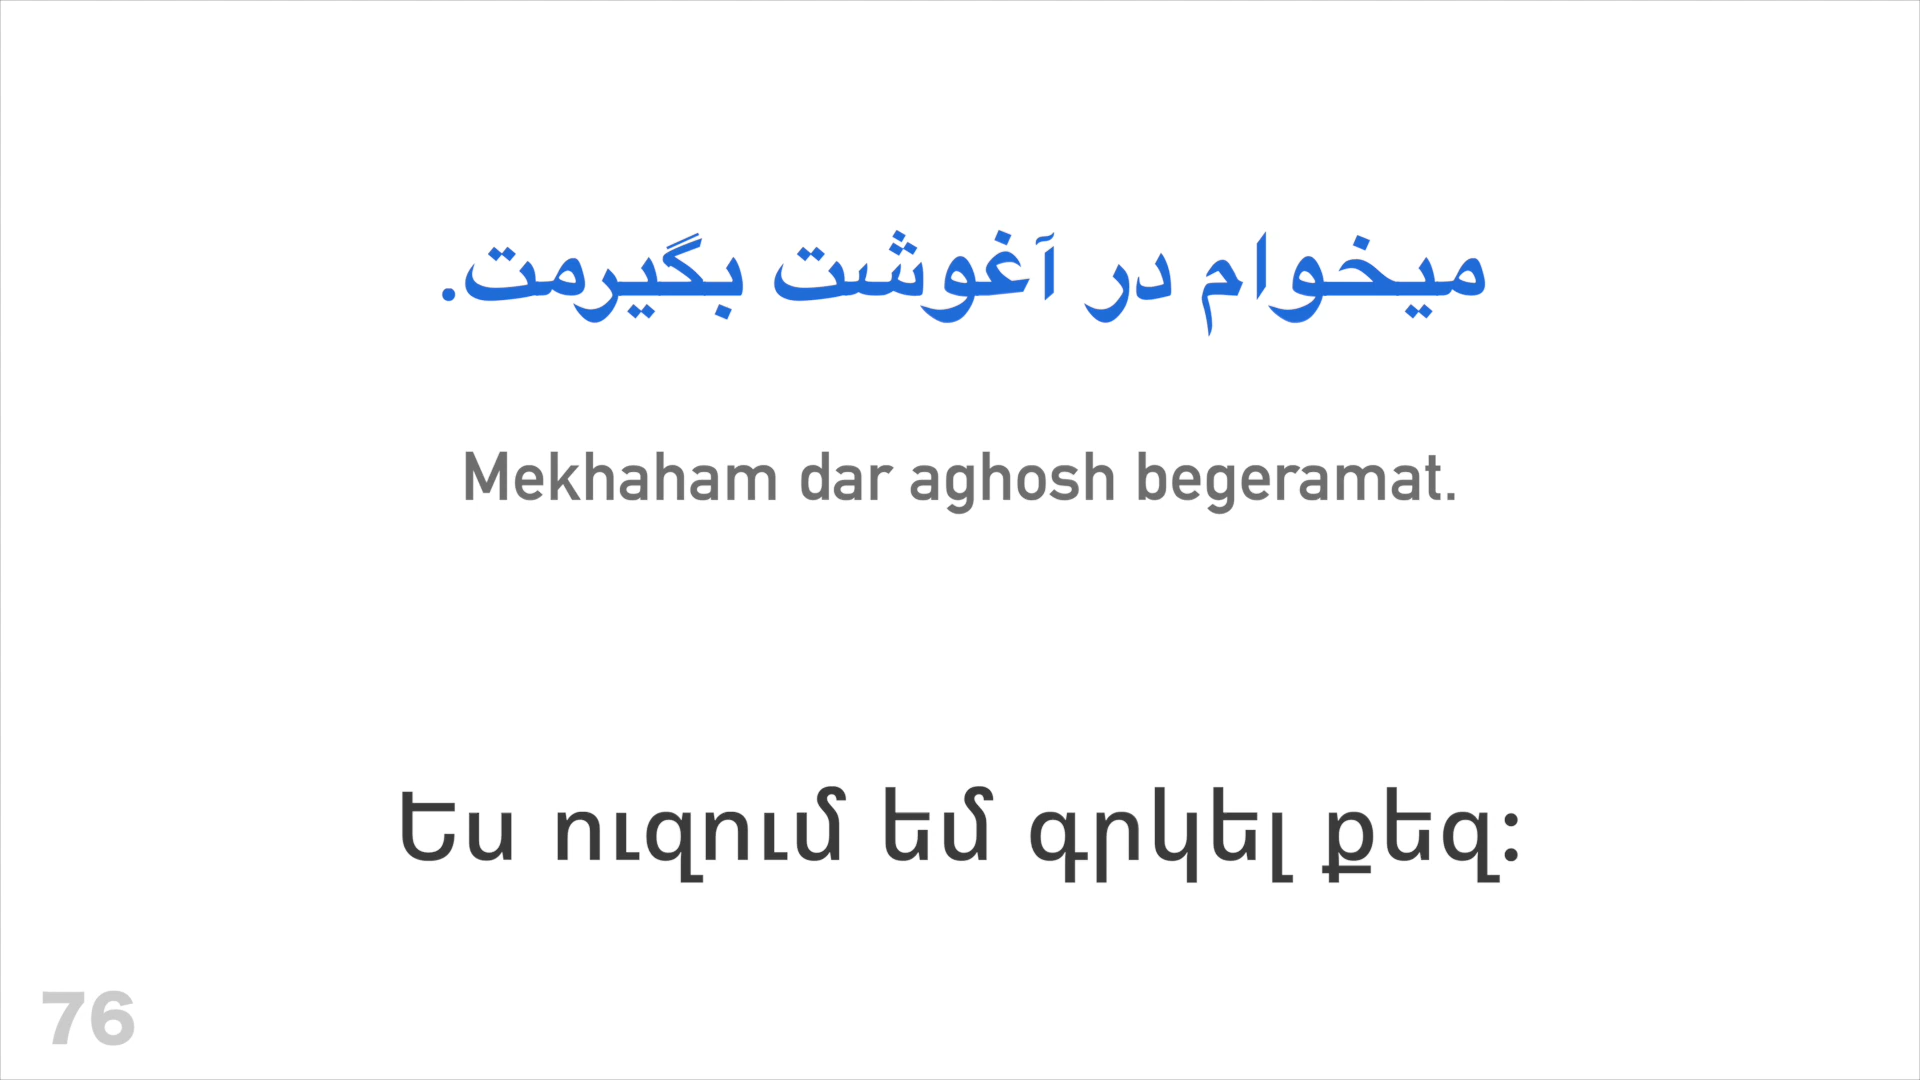 میخوام در آغوشت بگیرمت.
Mekhaham dar aghosh begeramat.
Ես ուզում եմ գրկել քեզ:
76